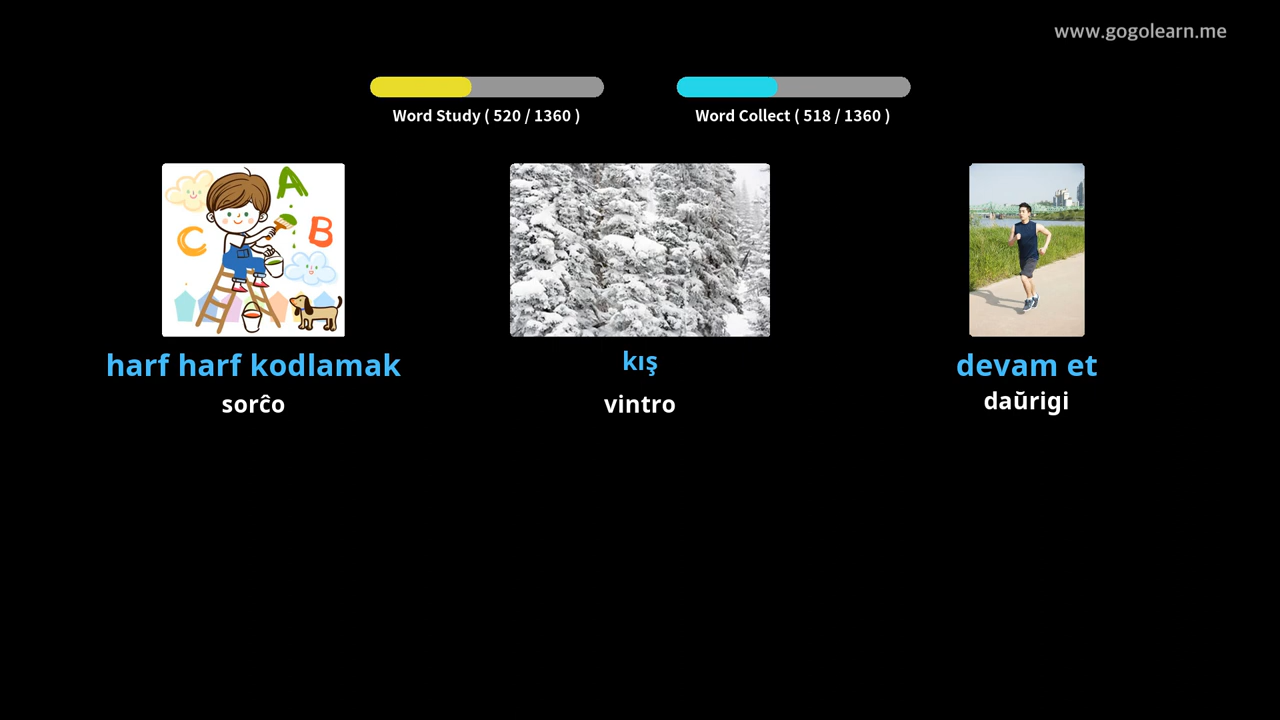 www.gogolearn.me
Word Study ( 520 / 1360 )
Word Collect ( 518 / 1360 )
A
B
C
harf harf kodlamak
sorĉo
kış
vintro
devam et
daŭrigi